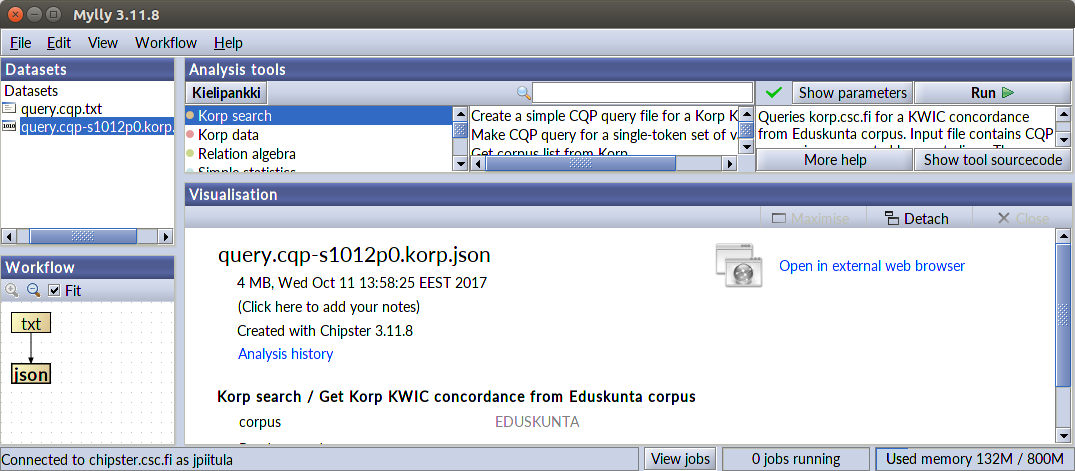 Mylly 3.11.8
File Edit View Workflow Help
Datasets
Datasets
query.cqp.txt
query.cqp-s1012p0.korp.
Analysis tools
Kielipankki
Show parameters
Run
Korp search
Korp data
Relation algebra
Simple statistics
Create a simple CQP query file for a Korp K
Make CQP query for a single-token set of v
Get corpus list from Korp
Queries korp.csc.fi for a KWIC concordance
from Eduskunta corpus. Input file contains CQP
More help
Show tool sourcecode
Visualisation
Maximise
Detach
Close
query.cqp-s1012p0.korp.json
4 MB, Wed Oct 11 13:58:25 EEST 2017
(Click here to add your notes)
Created with Chipster 3.11.8
Analysis history
Open in external web browser
Korp search / Get Korp KWIC concordance from Eduskunta corpus
corpus EDUSKUNTA
Workflow
Fit
txt
json
Connected to chipster.csc.fi as jpiitula
View jobs
0 jobs running
Used memory 132M / 800M